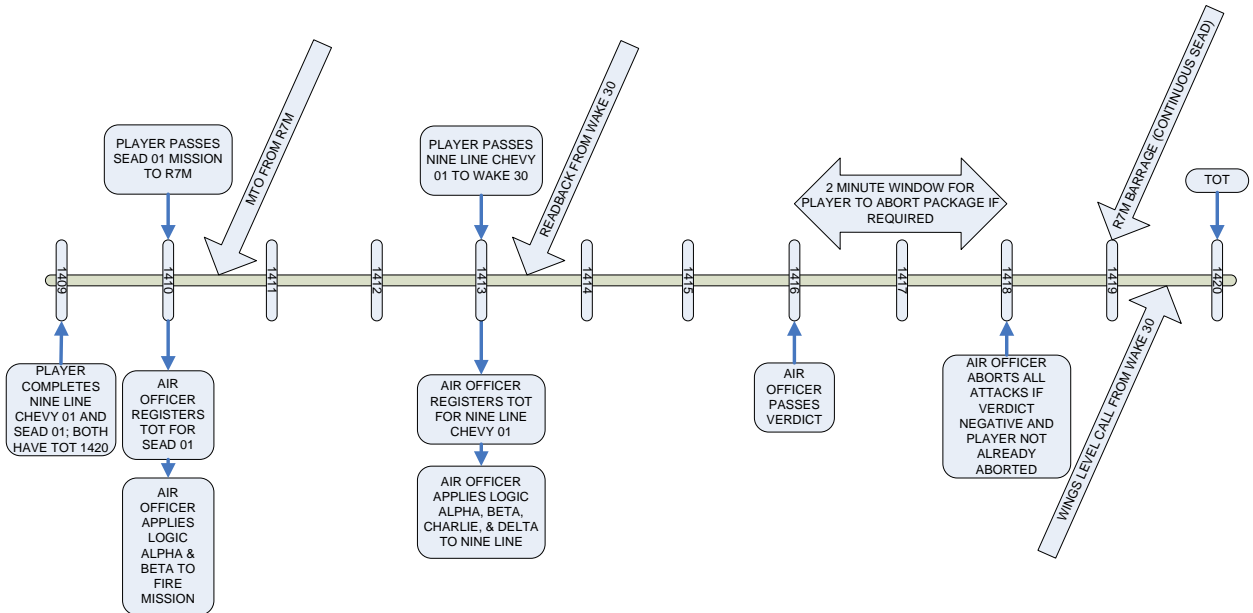 PLAYER PASSES
SEAD 01 MISSION
TO R7M
MTO FROM R7M
PLAYER PASSES
NINE LINE CHEVY
01 TO WAKE 30
READBACK FROM WAKE 30
2 MINUTE WINDOW FOR
PLAYER TO ABORT PACKAGE IF
REQUIRED
R7M BARRAGE (CONTINUOUS SEAD)
TOT
1409
1410
1411
1412
1413
1414
1415
1416
1417
1418
1419
1420
PLAYER
COMPLETES
NINE LINE
CHEVY 01 AND
SEAD 01; BOTH
HAVE TOT 1420
AIR
OFFICER
REGISTERS
TOT FOR
SEAD 01
AIR
OFFICER
APPLIES
LOGIC
ALPHA &
BETA TO
FIRE
MISSION
AIR OFFICER
REGISTERS TOT
FOR NINE LINE
CHEVY 01
AIR OFFICER
APPLIES LOGIC
ALPHA, BETA,
CHARLIE, & DELTA
TO NINE LINE
AIR
OFFICER
PASSES
VERDICT
AIR OFFICER
ABORTS ALL
ATTACKS IF
VERDICT
NEGATIVE AND
PLAYER NOT
ALREADY
ABORTED
WINGS LEVEL CALL FROM WAKE 30